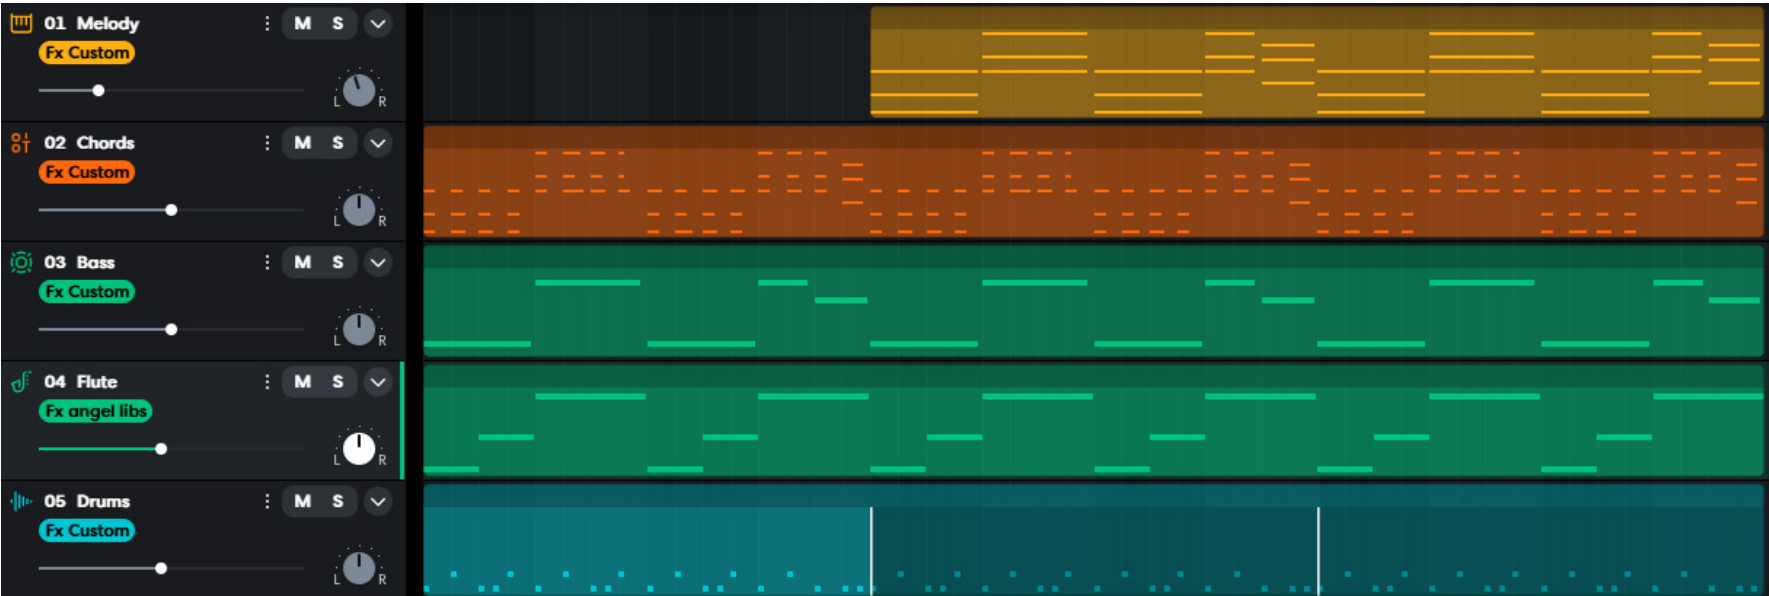 01 Melody M S
Fx Custom
L R
02 Chords M S
Fx Custom
L R
03 Bass M S
Fx Custom
L R
04 Flute M S
Fx angel libs
L R
05 Drums M S
Fx Custom
L R